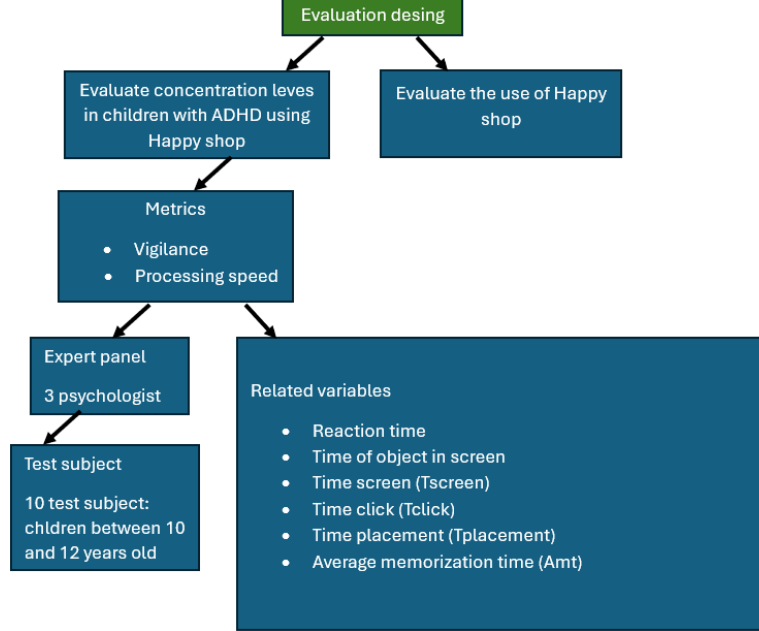 Evaluation desing
Evaluate concentration leves
in children with ADHD using
Happy shop
Evaluate the use of Happy
shop
Metrics
• Vigilance
• Processing speed
Expert panel
3 psychologist
Test subject
10 test subject:
chldren between 10
and 12 years old
Related variables
• Reaction time
• Time of object in screen
• Time screen (Tscreen)
• Time click (Tclick)
• Time placement (Tplacement)
• Average memorization time (Amt)